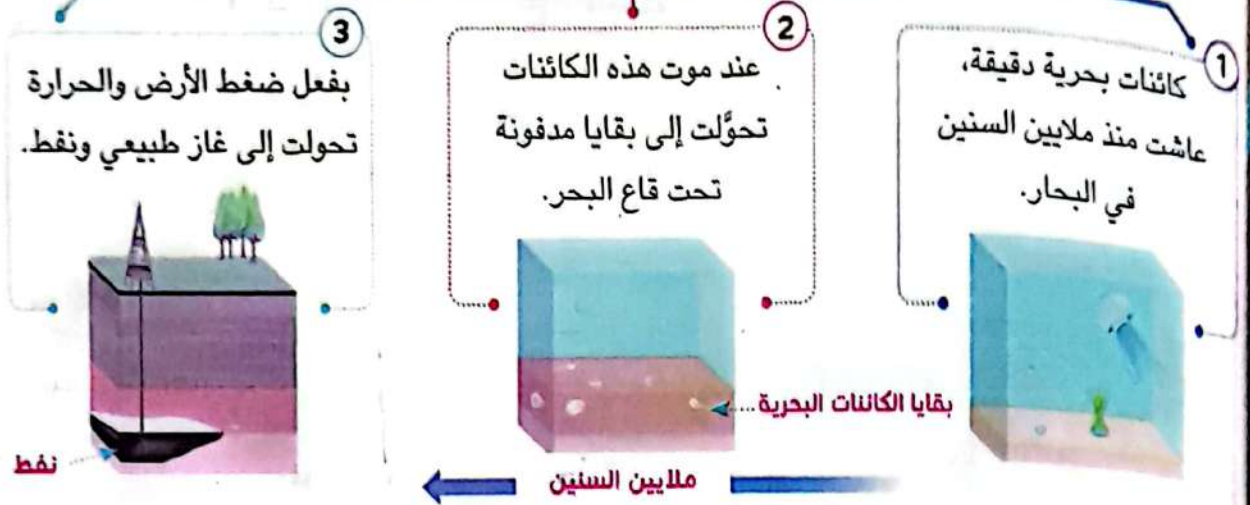 1
كائنات بحرية دقيقة،
عاشت منذ ملايين السنين
في البحار.
2
عند موت هذه الكائنات
تحوَّلت إلى بقايا مدفونة
تحت قاع البحر.
3
بفعل ضغط الأرض والحرارة
تحولت إلى غاز طبيعي ونفط.
بقايا الكائنات البحرية
نفط
ملايين السنين